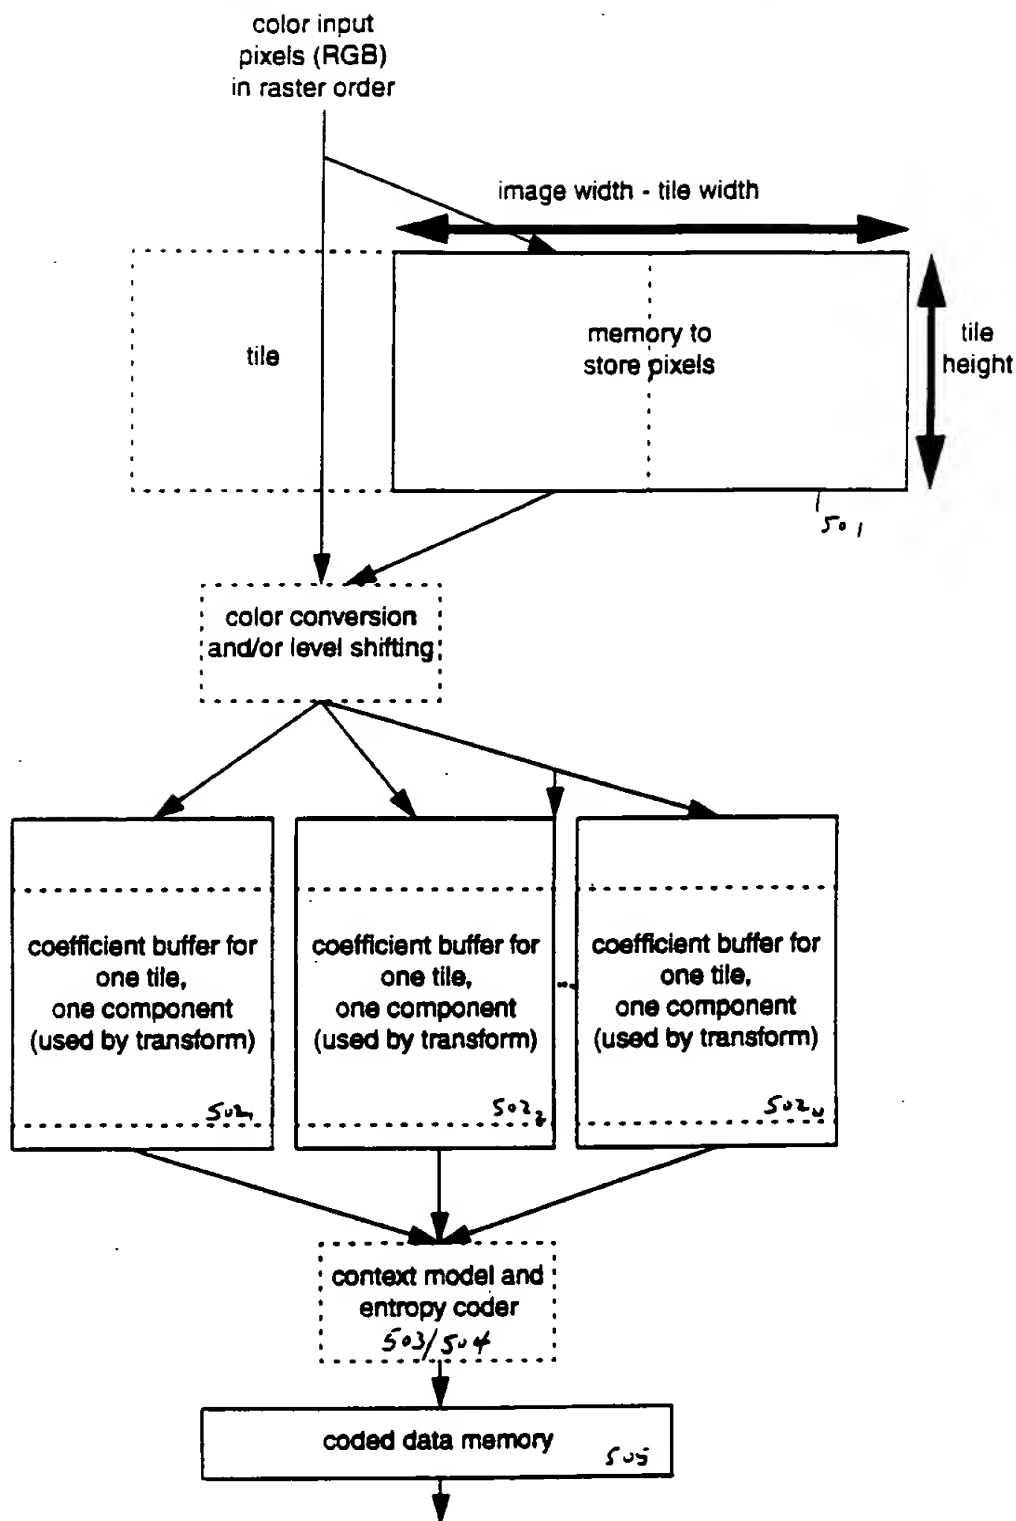 color input
pixels (RGB)
in raster order
image width - tile width
tile
memory to
store pixels
tile
height
501
color conversion
and/or level shifting
coefficient buffer for
one tile,
one component
(used by transform)
502₁
coefficient buffer for
one tile,
one component
(used by transform)
502₂
coefficient buffer for
one tile,
one component
(used by transform)
502
context model and
entropy coder
503/504
coded data memory
505